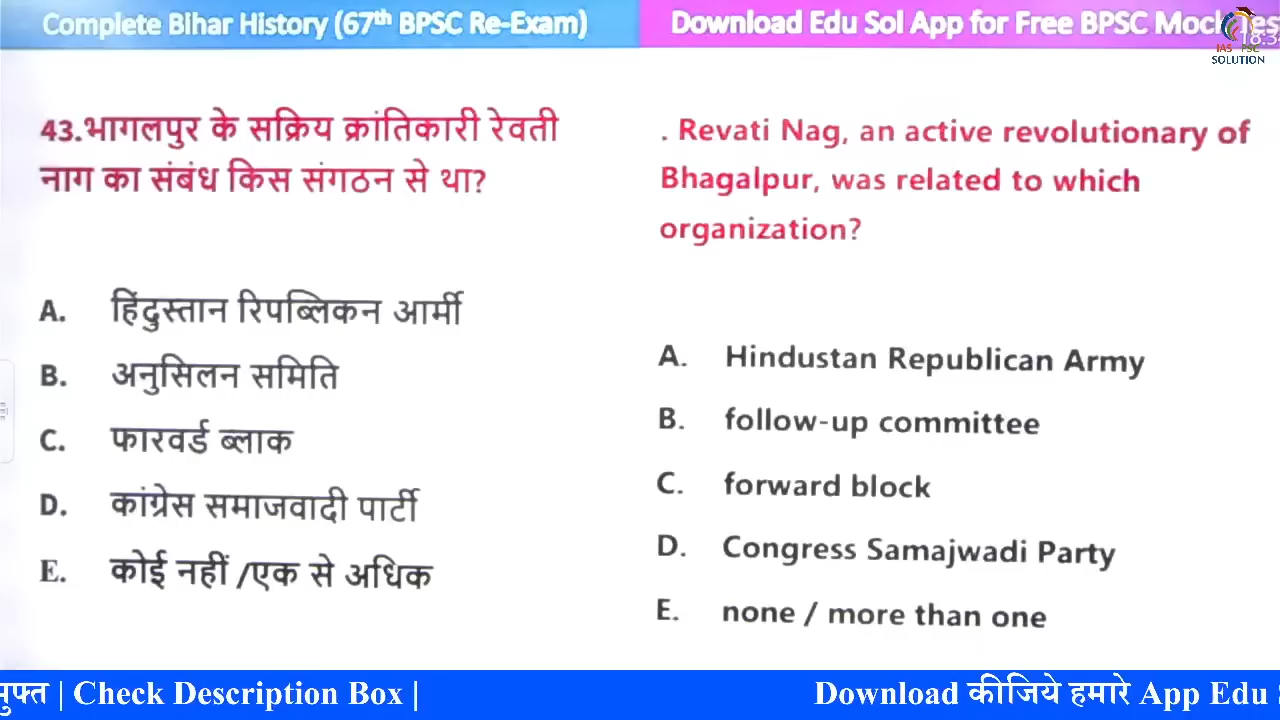 Complete Bihar History (67th BPSC Re-Exam)
Download Edu Sol App for Free BPSC Mock
IAS PSC
SOLUTION
43.भागलपुर के सक्रिय क्रांतिकारी रेवती
नाग का संबंध किस संगठन से था?
A. हिंदुस्तान रिपब्लिकन आर्मी
B. अनुसिलन समिति
C. फारवर्ड ब्लाक
D. कांग्रेस समाजवादी पार्टी
E. कोई नहीं /एक से अधिक
. Revati Nag, an active revolutionary of
Bhagalpur, was related to which
organization?
A. Hindustan Republican Army
B. follow-up committee
C. forward block
D. Congress Samajwadi Party
E. none / more than one
मुफ्त | Check Description Box |
Download कीजिये हमारे App Edu